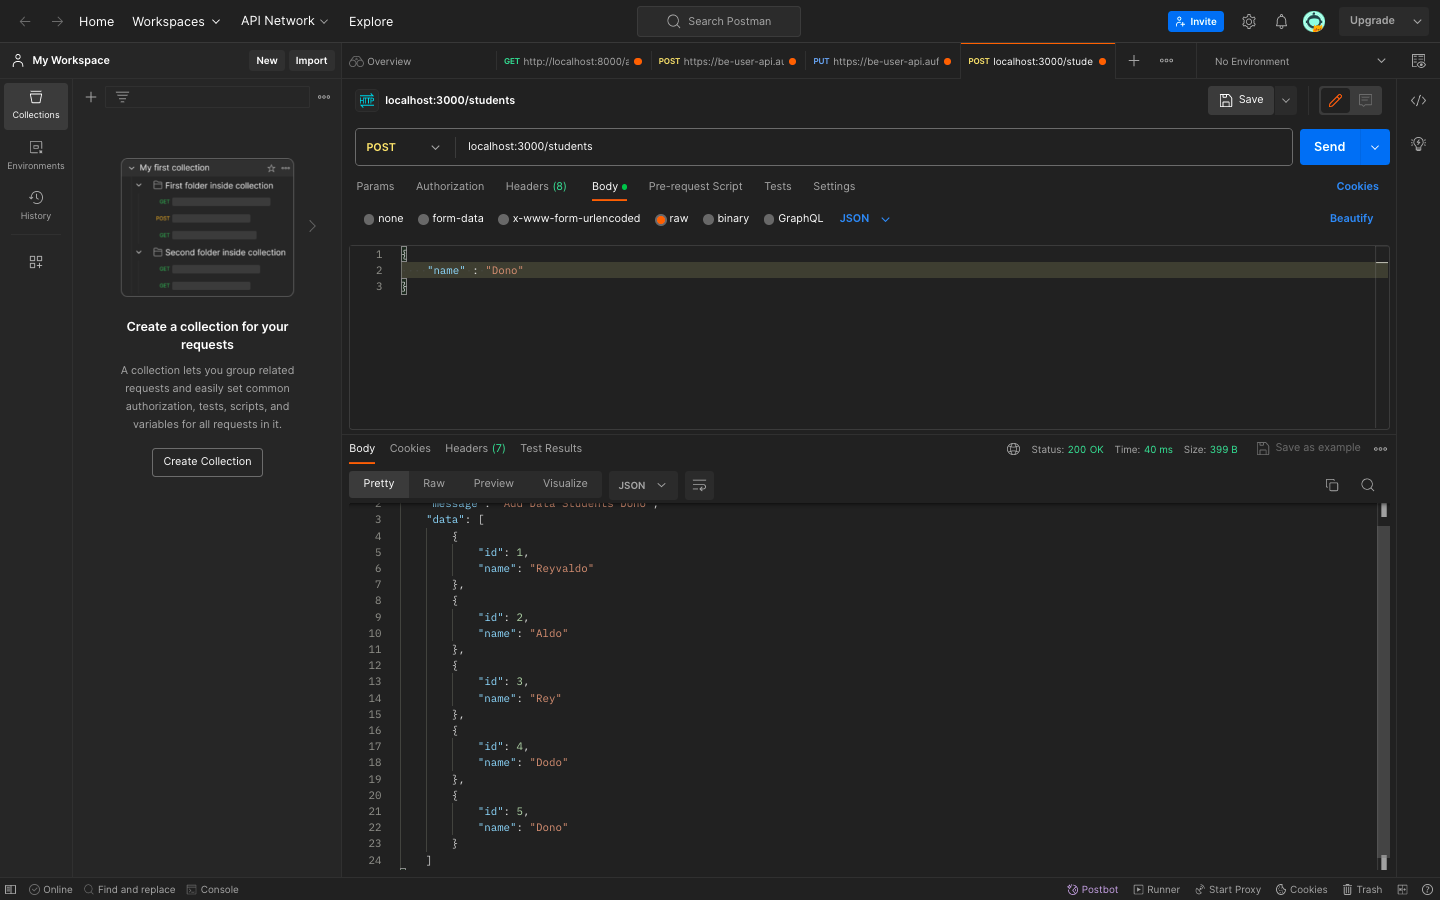 Home Workspaces API Network Explore Search Postman Invite Upgrade
My Workspace New Import Overview GET http://localhost:8000/a POST https://be-user-api.au PUT https://be-user-api.auf POST localhost:3000/stude No Environment
Collections
Environments
History
My first collection
First folder inside collection
GET
POST
GET
Second folder inside collection
GET
GET
Create a collection for your
requests
A collection lets you group related
requests and easily set common
authorization, tests, scripts, and
variables for all requests in it.
Create Collection
HTTP localhost:3000/students Save
POST localhost:3000/students Send
Params Authorization Headers (8) Body Pre-request Script Tests Settings Cookies
none form-data x-www-form-urlencoded raw binary GraphQL JSON Beautify
1 {
2 "name" : "Dono"
3 }
Body Cookies Headers (7) Test Results Status: 200 OK Time: 40 ms Size: 399 B Save as example
Pretty Raw Preview Visualize JSON
2 "message": "Add Data Students Dono",
3 "data": [
4 {
5 "id": 1,
6 "name": "Reyvaldo"
7 },
8 {
9 "id": 2,
10 "name": "Aldo"
11 },
12 {
13 "id": 3,
14 "name": "Rey"
15 },
16 {
17 "id": 4,
18 "name": "Dodo"
19 },
20 {
21 "id": 5,
22 "name": "Dono"
23 }
24 ]
Online Find and replace Console Postbot Runner Start Proxy Cookies Trash